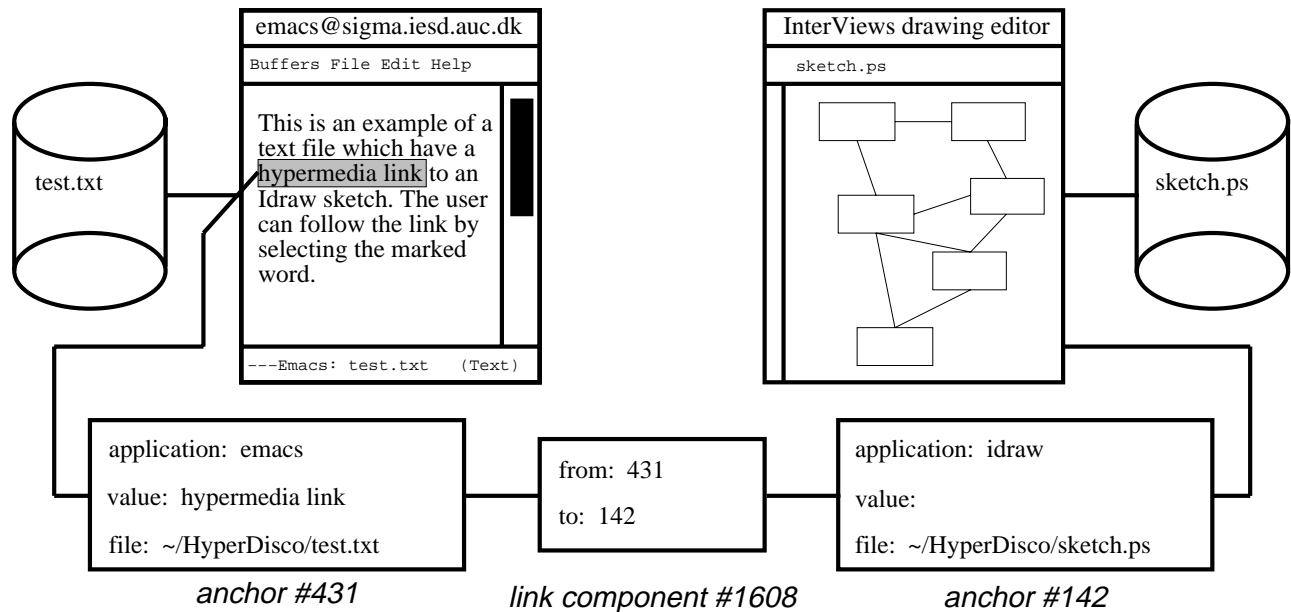 emacs@sigma.iesd.auc.dk
Buffers File Edit Help
test.txt
This is an example of a
text file which have a
hypermedia link to an
Idraw sketch. The user
can follow the link by
selecting the marked
word.
---Emacs: test.txt (Text)
InterViews drawing editor
sketch.ps
sketch.ps
application: emacs
value: hypermedia link
file: ~/HyperDisco/test.txt
anchor #431
from: 431
to: 142
link component #1608
application: idraw
value:
file: ~/HyperDisco/sketch.ps
anchor #142